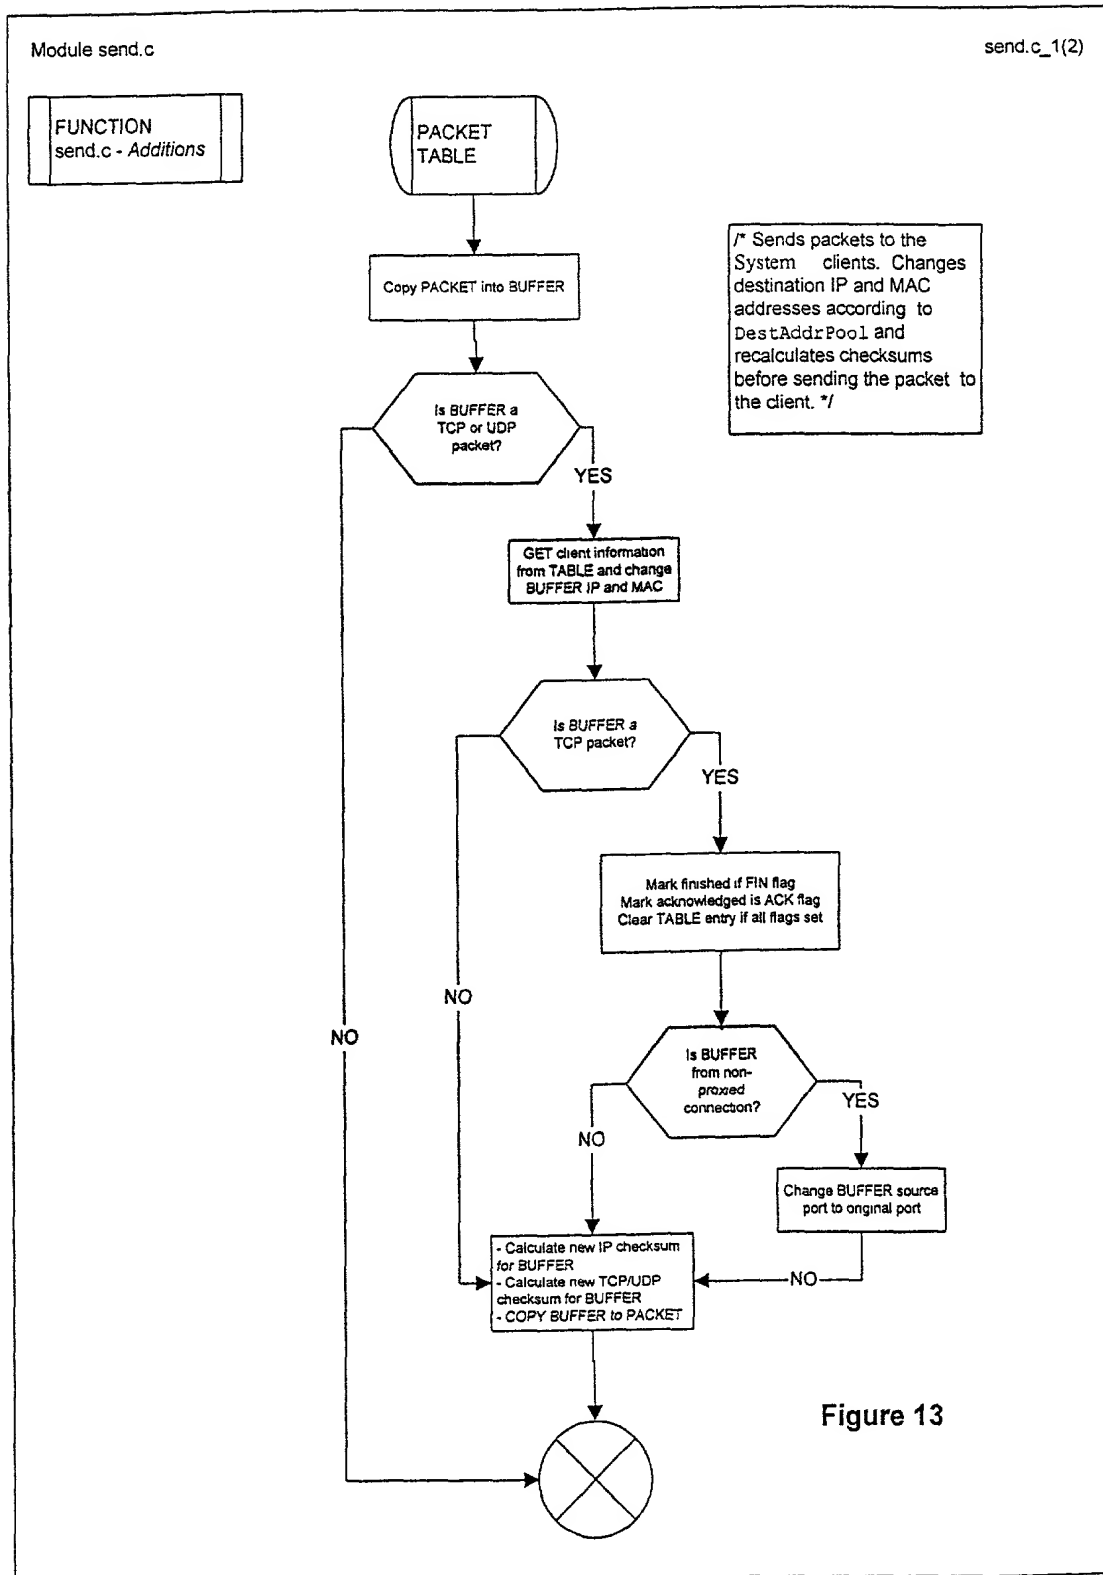 Module send.c
send.c_1(2)
FUNCTION
send.c - Additions
PACKET
TABLE
/* Sends packets to the
System clients. Changes
destination IP and MAC
addresses according to
DestAddrPool and
recalculates checksums
before sending the packet to
the client. */
Copy PACKET into BUFFER
Is BUFFER a
TCP or UDP
packet?
YES
GET client information
from TABLE and change
BUFFER IP and MAC
Is BUFFER a
TCP packet?
YES
Mark finished if FIN flag
Mark acknowledged is ACK flag
Clear TABLE entry if all flags set
NO
NO
Is BUFFER
from non-
proxied
connection?
YES
NO
Change BUFFER source
port to original port
- Calculate new IP checksum
for BUFFER
- Calculate new TCP/UDP
checksum for BUFFER
- COPY BUFFER to PACKET
NO
Figure 13